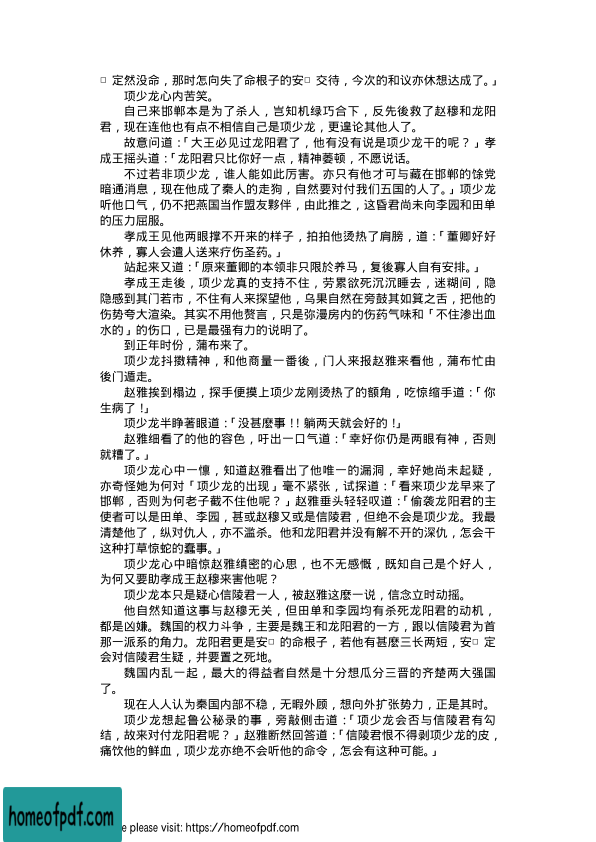 □定然没命，那时怎向失了命根子的安□交待，今次的和议亦休想达成了。」
项少龙心内苦笑。
自己来邯郸本是为了杀人，岂知机缘巧合下，反先後救了赵穆和龙阳
君，现在连他也有点不相信自己是项少龙，更遑论其他人了。
故意问道：「大王必见过龙阳君了，他有没有说是项少龙干的呢？」孝
成王摇头道：「龙阳君只比你好一点，精神萎顿，不愿说话。
不过若非项少龙，谁人能如此厉害。亦只有他才可与藏在邯郸的馀党
暗通消息，现在他成了秦人的走狗，自然要对付我们五国的人了。」项少龙
听他口气，仍不把燕国当作盟友夥伴，由此推之，这昏君尚未向李园和田单
的压力屈服。
孝成王见他两眼撑不开来的样子，拍拍他烫热了肩膀，道：「董卿好好
休养，寡人会遣人送来疗伤圣药。」
站起来又道：「原来董卿的本领非只限於养马，复後寡人自有安排。」
孝成王走後，项少龙真的支持不住，劳累欲死沉沉睡去，迷糊间，隐
隐感到其门若市，不住有人来探望他，乌果自然在旁鼓其如簧之舌，把他的
伤势夸大渲染。其实不用他赘言，只是弥漫房内的伤药气味和「不住渗出血
水的」的伤口，已是最强有力的说明了。
到正年时份，蒲布来了。
项少龙抖擞精神，和他商量一番後，门人来报赵雅来看他，蒲布忙由
後门遁走。
赵雅挨到榻边，探手便摸上项少龙刚烫热了的额角，吃惊缩手道：「你
生病了！」
项少龙半睁著眼道：「没甚麽事！！躺两天就会好的！」
赵雅细看了的他的容色，吁出一口气道：「幸好你仍是两眼有神，否则
就糟了。」
项少龙心中一懔，知道赵雅看出了他唯一的漏洞，幸好她尚未起疑，
亦奇怪她为何对「项少龙的出现」毫不紧张，试探道：「看来项少龙早来了
邯郸，否则为何老子截不住他呢？」赵雅垂头轻轻叹道：「偷袭龙阳君的主
使者可以是田单、李园，甚或赵穆又或是信陵君，但绝不会是项少龙。我最
清楚他了，纵对仇人，亦不滥杀。他和龙阳君并没有解不开的深仇，怎会干
这种打草惊蛇的蠢事。」
项少龙心中暗惊赵雅缜密的心思，也不无感慨，既知自己是个好人，
为何又要助孝成王赵穆来害他呢？
项少龙本只是疑心信陵君一人，被赵雅这麽一说，信念立时动摇。
他自然知道这事与赵穆无关，但田单和李园均有杀死龙阳君的动机，
都是凶嫌。魏国的权力斗争，主要是魏王和龙阳君的一方，跟以信陵君为首
那一派系的角力。龙阳君更是安□的命根子，若他有甚麽三长两短，安□定
会对信陵君生疑，并要置之死地。
魏国内乱一起，最大的得益者自然是十分想瓜分三晋的齐楚两大强国
了。
现在人人认为秦国内部不稳，无暇外顾，想向外扩张势力，正是其时。
项少龙想起鲁公秘录的事，旁敲侧击道：「项少龙会否与信陵君有勾
结，故来对付龙阳君呢？」赵雅断然回答道：「信陵君恨不得剥项少龙的皮，
痛饮他的鲜血，项少龙亦绝不会听他的命令，怎会有这种可能。」
homeofpdf.com
e please visit: https://homeofpdf.com